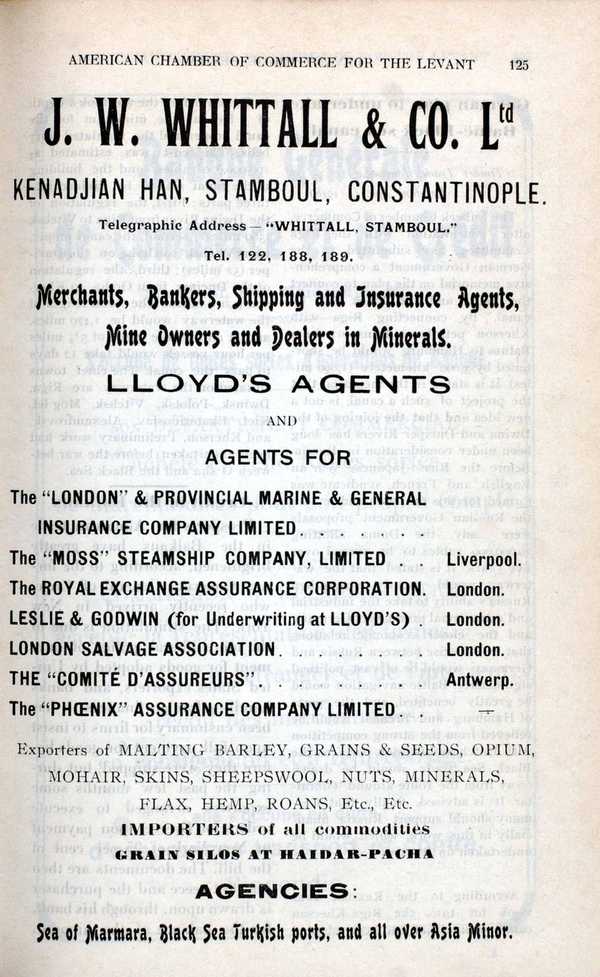 AMERICAN CHAMBER OF COMMERCE FOR THE LEVANT 125
J. W. WHITTALL & CO. Ltd
KENADJIAN HAN, STAMBOUL, CONSTANTINOPLE.
Telegraphic Address – "WHITTALL, STAMBOUL."
Tel. 122, 188, 189.
Merchants, Bankers, Shipping and Insurance Agents,
Mine Owners and Dealers in Minerals.
LLOYD'S AGENTS
AND
AGENTS FOR
The "LONDON" & PROVINCIAL MARINE & GENERAL
INSURANCE COMPANY LIMITED . . . . . . .
The "MOSS" STEAMSHIP COMPANY, LIMITED . . Liverpool.
The ROYAL EXCHANGE ASSURANCE CORPORATION. London.
LESLIE & GODWIN (for Underwriting at LLOYD'S) . London.
LONDON SALVAGE ASSOCIATION . . . . . . . London.
THE "COMITÉ D'ASSUREURS" . . . . . . . . Antwerp.
The "PHŒNIX" ASSURANCE COMPANY LIMITED . . —
Exporters of MALTING BARLEY, GRAINS & SEEDS, OPIUM,
MOHAIR, SKINS, SHEEPSWOOL, NUTS, MINERALS,
FLAX, HEMP, ROANS, Etc., Etc.
IMPORTERS of all commodities
GRAIN SILOS AT HAIDAR-PACHA
AGENCIES:
Sea of Marmara, Black Sea Turkish ports, and all over Asia Minor.